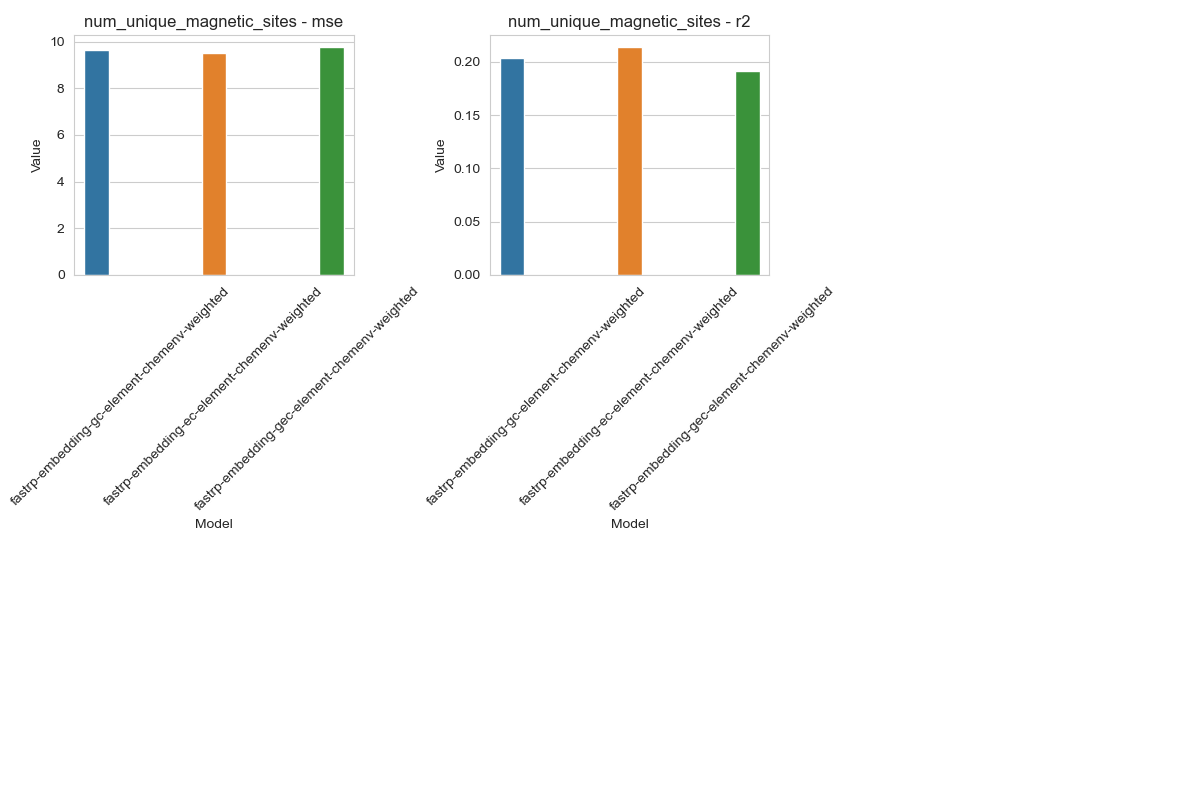 num_unique_magnetic_sites - mse
Value
10
8
6
4
2
0
fastrp-embedding-gc-element-chemenv-weighted
fastrp-embedding-ec-element-chemenv-weighted
fastrp-embedding-gec-element-chemenv-weighted
Model
num_unique_magnetic_sites - r2
Value
0.20
0.15
0.10
0.05
0.00
fastrp-embedding-gc-element-chemenv-weighted
fastrp-embedding-ec-element-chemenv-weighted
fastrp-embedding-gec-element-chemenv-weighted
Model